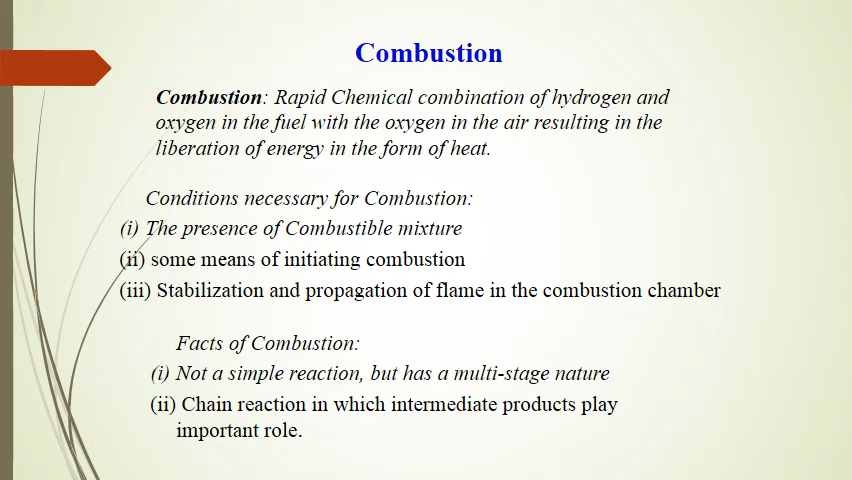 Combustion
Combustion: Rapid Chemical combination of hydrogen and
oxygen in the fuel with the oxygen in the air resulting in the
liberation of energy in the form of heat.
Conditions necessary for Combustion:
(i) The presence of Combustible mixture
(ii) some means of initiating combustion
(iii) Stabilization and propagation of flame in the combustion chamber
Facts of Combustion:
(i) Not a simple reaction, but has a multi-stage nature
(ii) Chain reaction in which intermediate products play
important role.